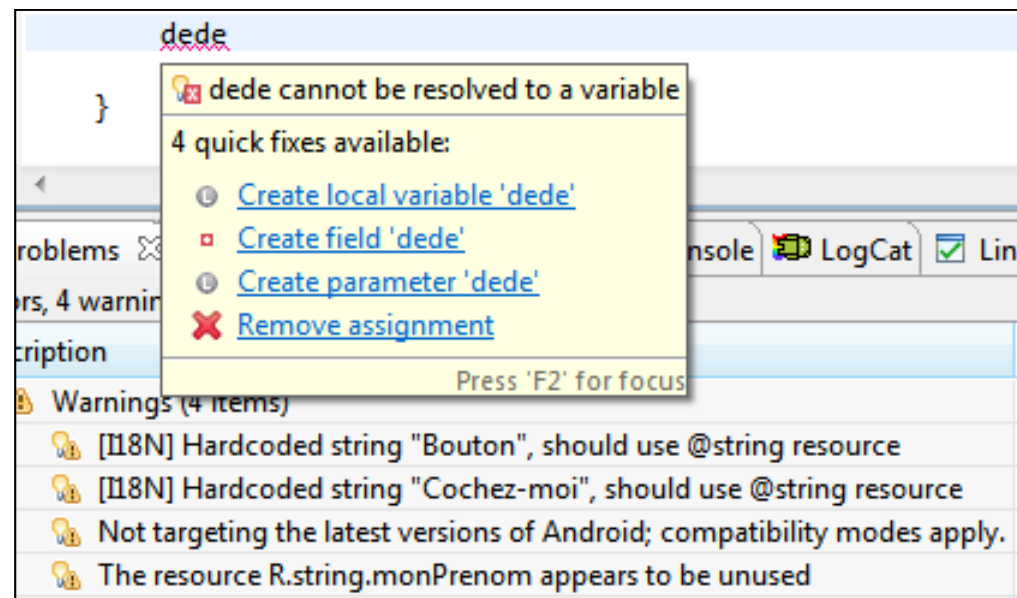 dede
dede cannot be resolved to a variable
}
4 quick fixes available:
Create local variable 'dede'
Create field 'dede'
Create parameter 'dede'
Remove assignment
Press 'F2' for focus
roblems nsole LogCat Lin
ors, 4 warnin
cription
Warnings (4 items)
[I18N] Hardcoded string "Bouton", should use @string resource
[I18N] Hardcoded string "Cochez-moi", should use @string resource
Not targeting the latest versions of Android; compatibility modes apply.
The resource R.string.monPrenom appears to be unused